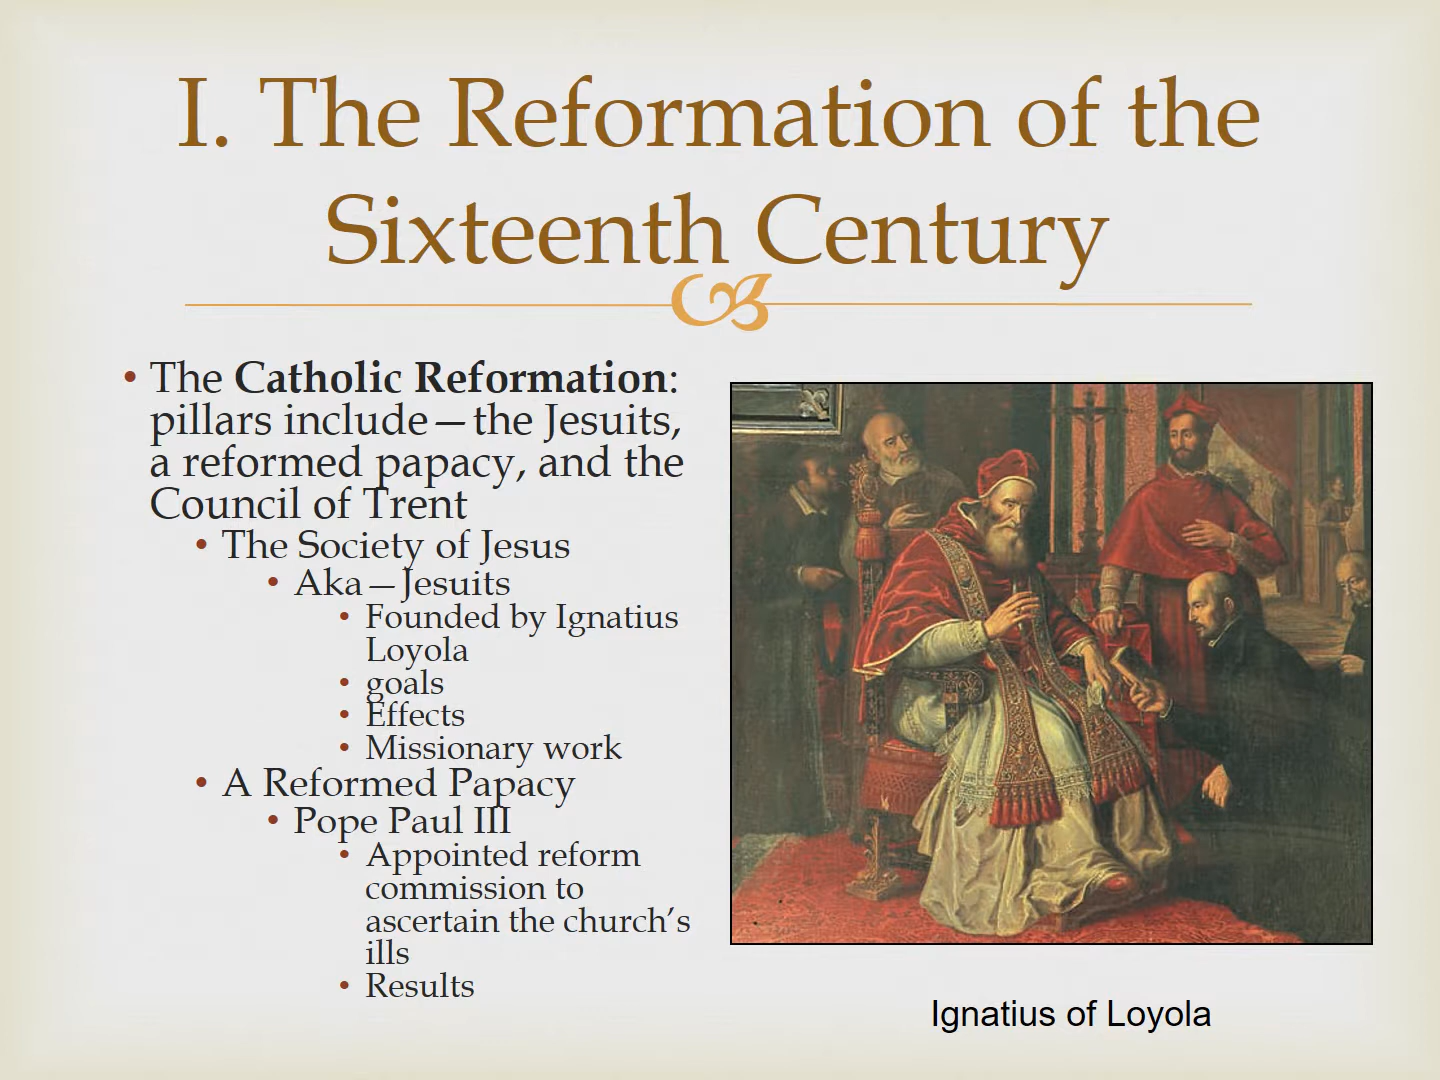 I. The Reformation of the
Sixteenth Century
• The Catholic Reformation:
pillars include—the Jesuits,
a reformed papacy, and the
Council of Trent
• The Society of Jesus
• Aka—Jesuits
• Founded by Ignatius
Loyola
• goals
• Effects
• Missionary work
• A Reformed Papacy
• Pope Paul III
• Appointed reform
commission to
ascertain the church’s
ills
• Results
Ignatius of Loyola